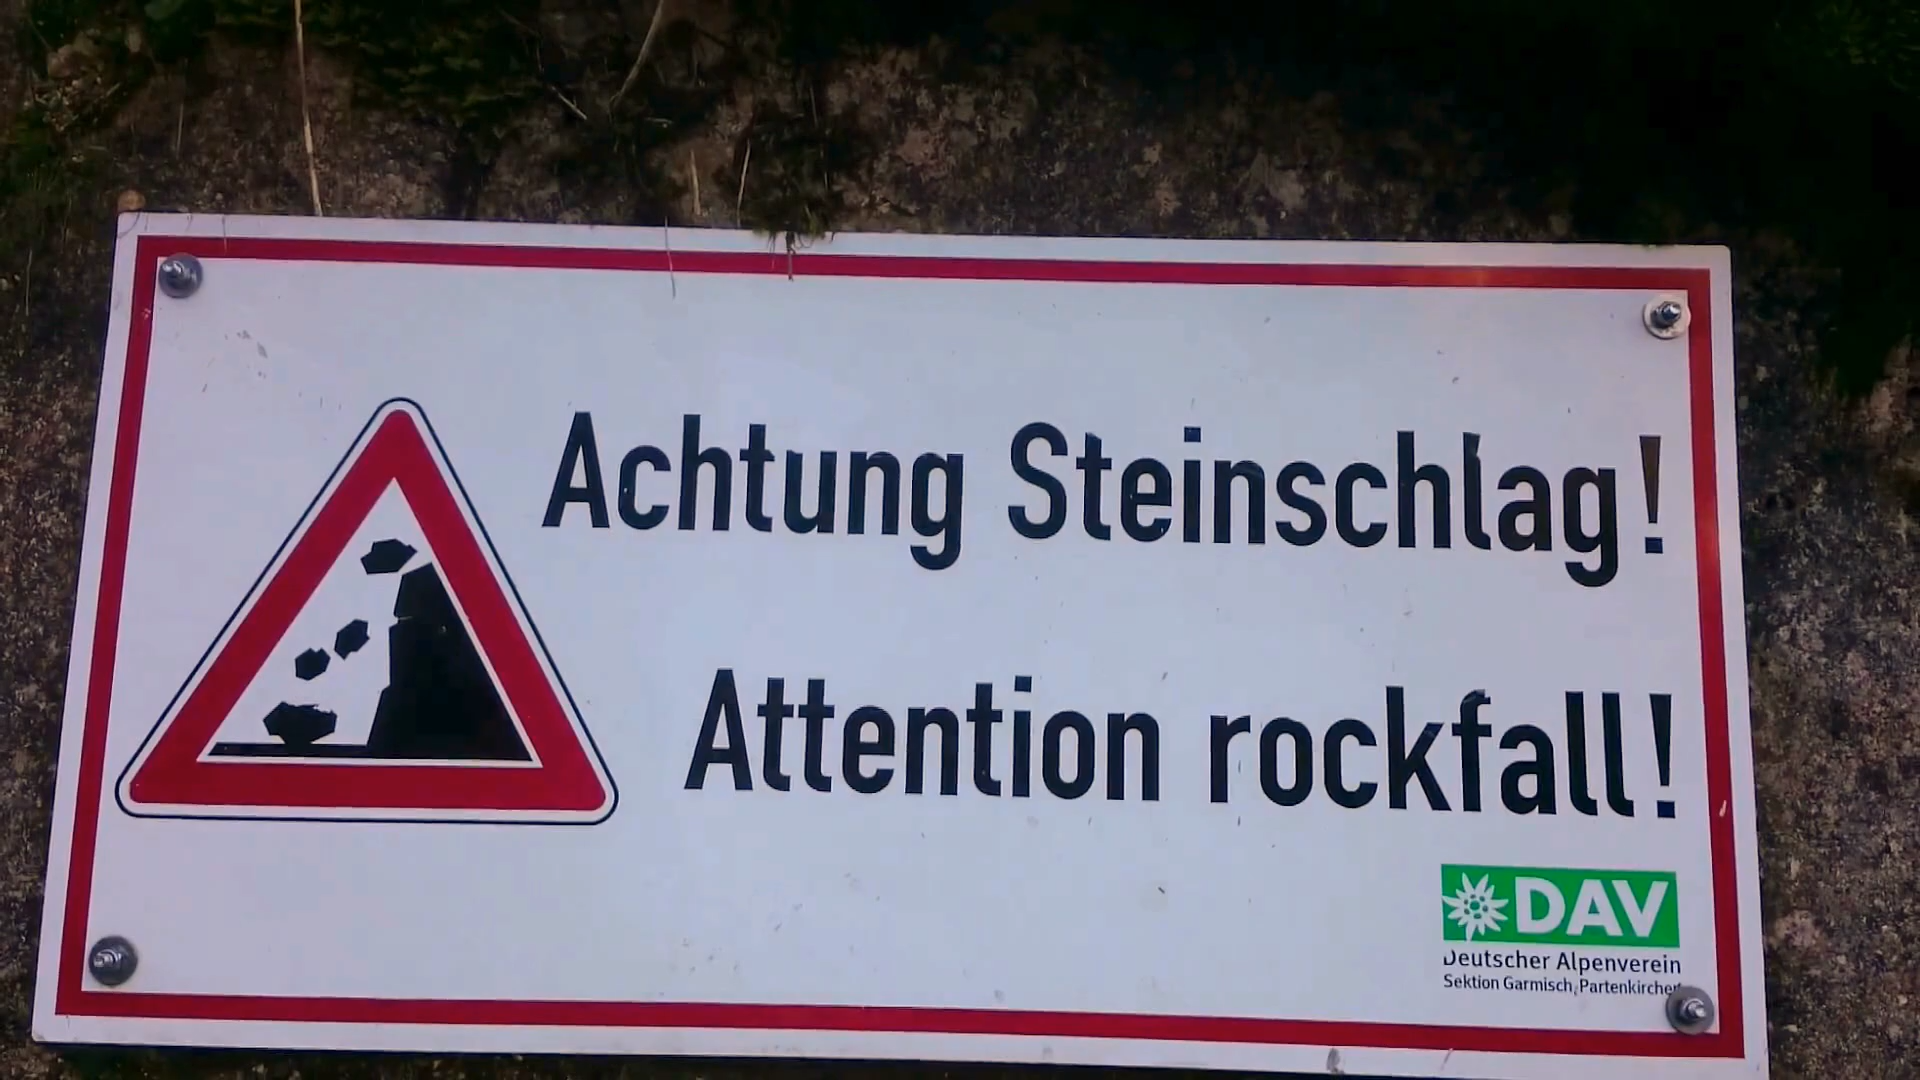 Achtung Steinschlag!
Attention rockfall!
DAV
Deutscher Alpenverein
Sektion Garmisch-Partenkirchen